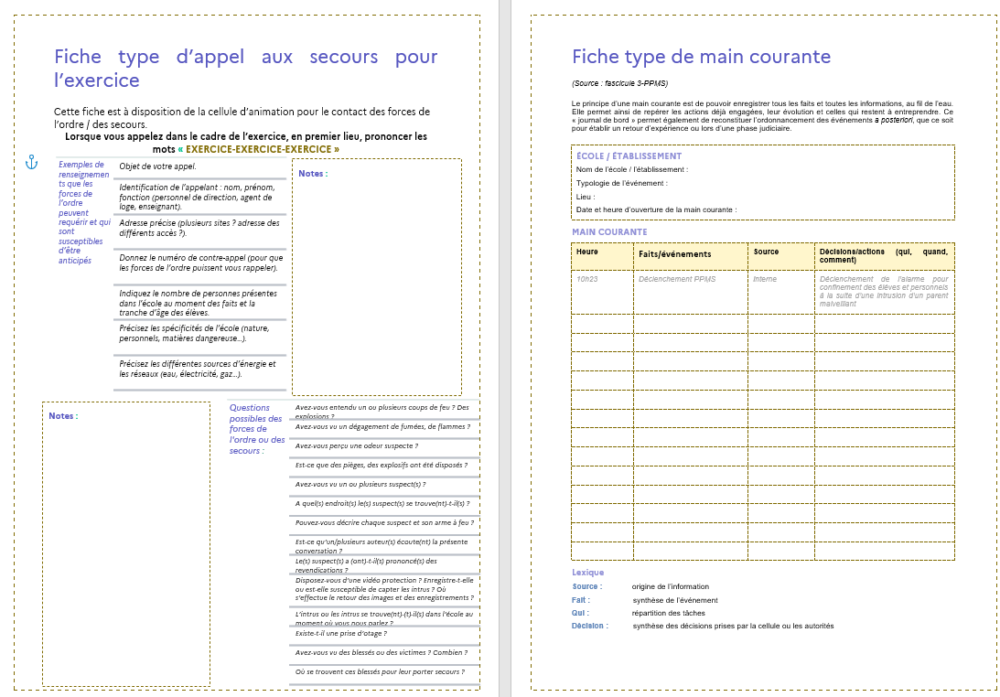 Fiche type d'appel aux secours pour
l'exercice
Cette fiche est à disposition de la cellule d'animation pour le contact des forces de
l'ordre / des secours.
Lorsque vous appelez dans le cadre de l'exercice, en premier lieu, prononcer les
mots « EXERCICE-EXERCICE-EXERCICE »
Exemples de
renseignemen
ts que les
forces de
l'ordre
peuvent
requérir et qui
sont
susceptibles
d'être
anticipés
Objet de votre appel.
Identification de l'appelant : nom, prénom,
fonction (personnel de direction, agent de
loge, enseignant).
Adresse précise (plusieurs sites ? adresse des
différents accès ?).
Donnez le numéro de contre-appel (pour que
les forces de l'ordre puissent vous rappeler).
Indiquez le nombre de personnes présentes
dans l'école au moment des faits et la
tranche d'âge des élèves.
Précisez les spécificités de l'école (nature,
personnels, matières dangereuse…).
Précisez les différentes sources d'énergie et
les réseaux (eau, électricité, gaz…).
Notes :
Notes :
Questions
possibles des
forces de
l'ordre ou des
secours :
Avez-vous entendu un ou plusieurs coups de feu ? Des
explosions ?
Avez-vous vu un dégagement de fumées, de flammes ?
Avez-vous perçu une odeur suspecte ?
Est-ce que des pièges, des explosifs ont été disposés ?
Avez-vous vu un ou plusieurs suspect(s) ?
A quel(s) endroit(s) le(s) suspect(s) se trouve(nt)-t-il(s) ?
Pouvez-vous décrire chaque suspect et son arme à feu ?
Est-ce qu'un/plusieurs auteur(s) écoute(nt) la présente
conversation ?
Le(s) suspect(s) a (ont)-t-il(s) prononcé(s) des
revendications ?
Disposez-vous d'une vidéo protection ? Enregistre-t-elle
ou est-elle susceptible de capter les intrus ? Où
s'effectue le retour des images et des enregistrements ?
L'intrus ou les intrus se trouve(nt)-(t)-il(s) dans l'école au
moment où vous nous parlez ?
Existe-t-il une prise d'otage ?
Avez-vous vu des blessés ou des victimes ? Combien ?
Où se trouvent ces blessés pour leur porter secours ?
Fiche type de main courante
(Source : fascicule 3-PPMS)
Le principe d'une main courante est de pouvoir enregistrer tous les faits et toutes les informations, au fil de l'eau.
Elle permet ainsi de repérer les actions déjà engagées, leur évolution et celles qui restent à entreprendre. Ce
« journal de bord » permet également de reconstituer l'ordonnancement des événements a posteriori, que ce soit
pour établir un retour d'expérience ou lors d'une phase judiciaire.
ÉCOLE / ÉTABLISSEMENT
Nom de l'école / l'établissement :
Typologie de l'événement :
Lieu :
Date et heure d'ouverture de la main courante :
MAIN COURANTE
Heure
Faits/événements
Source
Décisions/actions (qui, quand,
comment)
10h23
Déclenchement PPMS
Interne
Déclenchement de l'alarme pour
confinement des élèves et personnels
à la suite d'une intrusion d'un parent
malveillant
Lexique
Source : origine de l'information
Fait : synthèse de l'événement
Qui : répartition des tâches
Décision : synthèse des décisions prises par la cellule ou les autorités